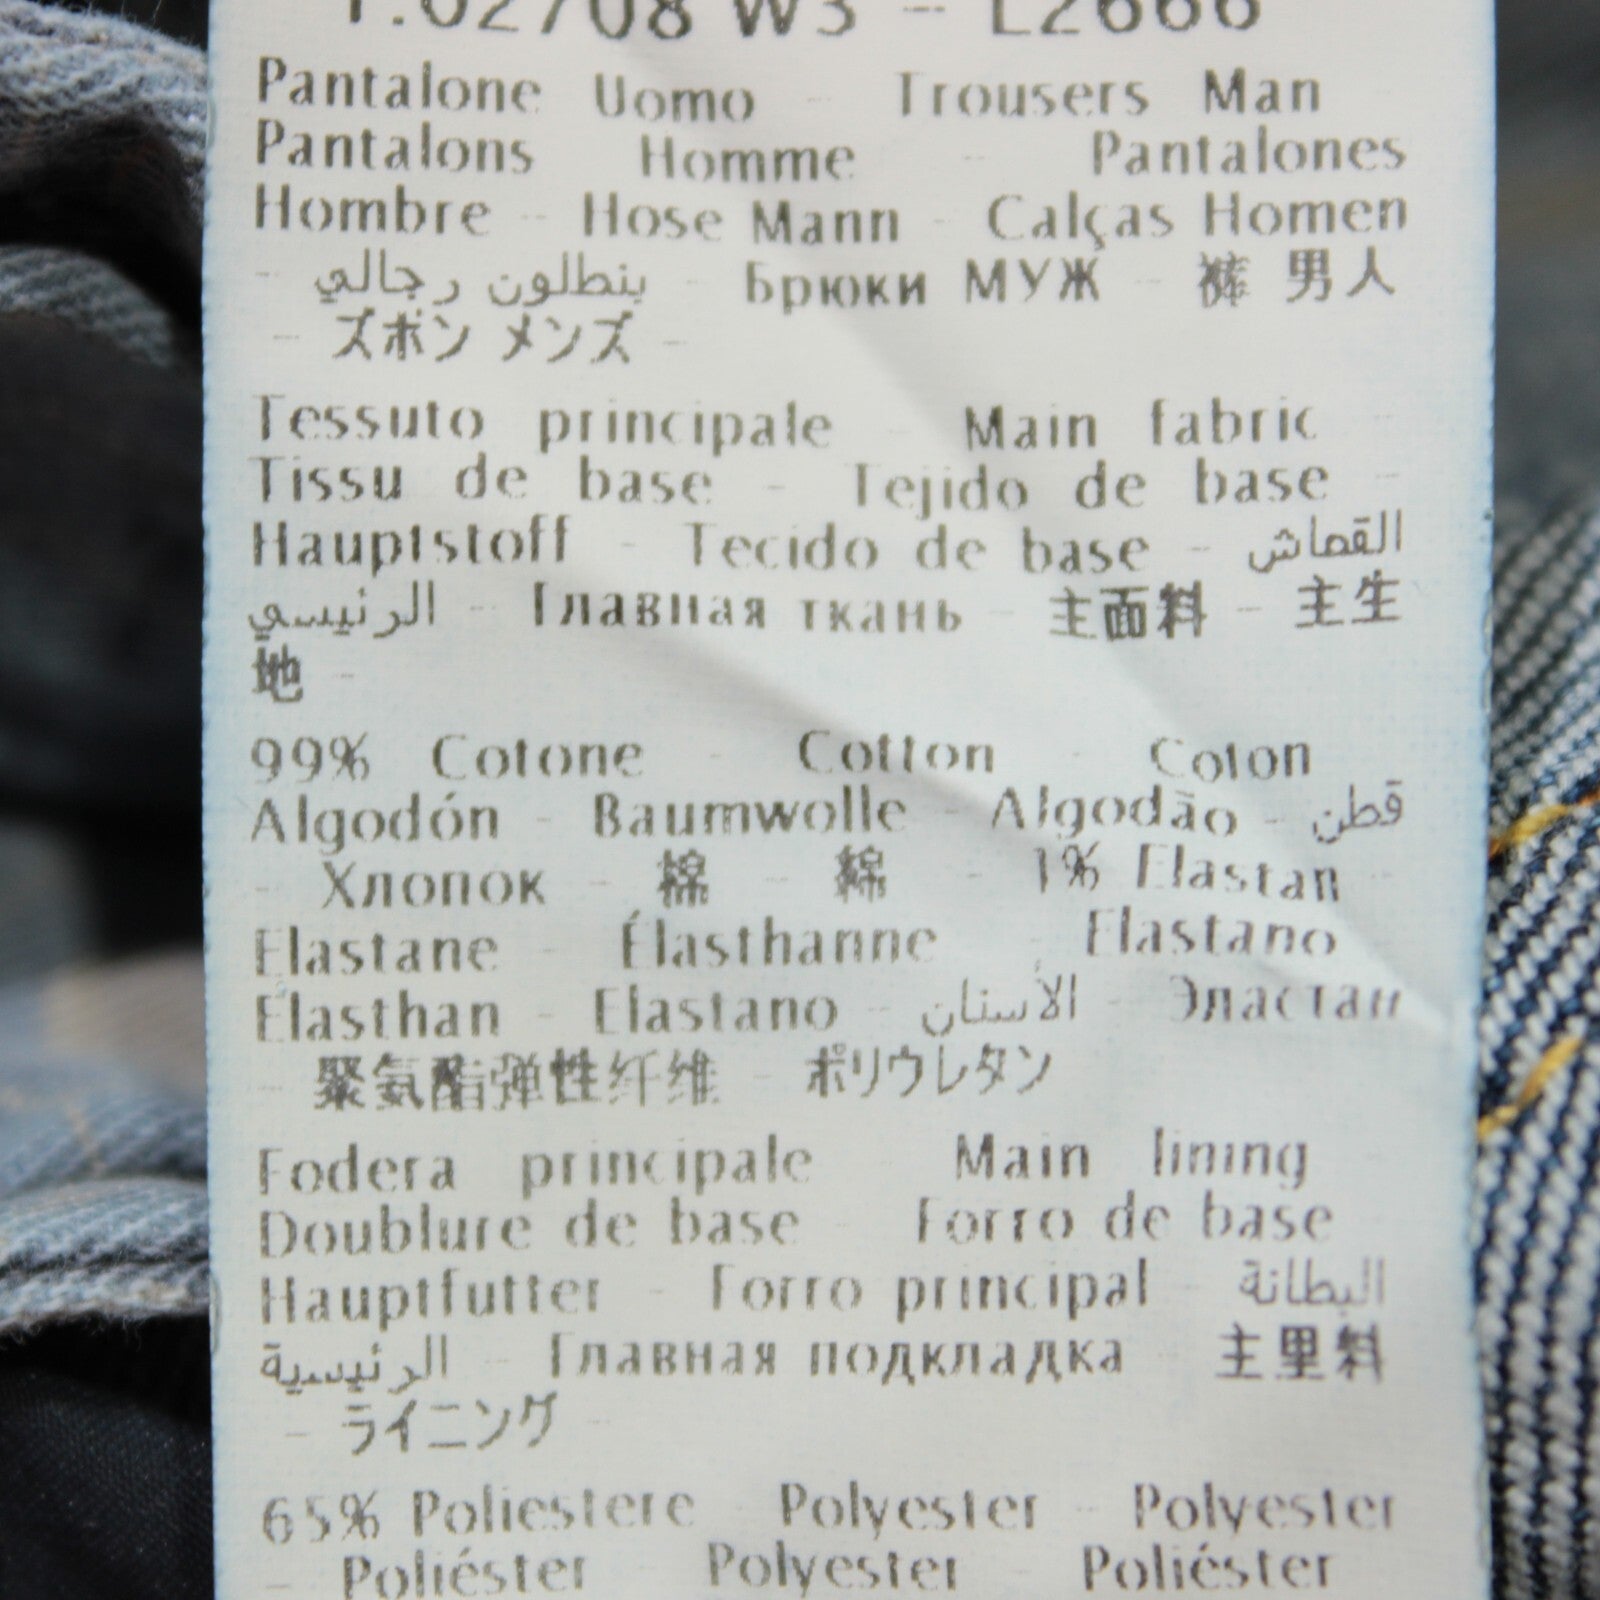 1.02708 W3 - L2666
Pantalone Uomo - Trousers Man
Pantalons Homme - Pantalones
Hombre - Hose Mann - Calças Homen
- بنطلون رجالي - Брюки МУЖ - 裤 男人
- ズボン メンズ -
Tessuto principale - Main fabric -
Tissu de base - Tejido de base -
Hauptstoff - Tecido de base - القماش
الرئيسي - Главная ткань - 主面料 - 主生
地 -
99% Cotone - Cotton - Coton -
Algodón - Baumwolle - Algodão - قطن
- Хлопок - 棉 - 綿 - 1% Elastan -
Elastane - Élasthanne - Elastano -
Elasthan - Elastano - الأستان - Эластан
- 聚氨酯弹性纤维 - ポリウレタン
Fodera principale - Main lining -
Doublure de base - Forro de base -
Hauptfutter - Forro principal - البطانة
الرئيسية - Главная подкладка - 主里料
- ライニング -
65% Poliestere - Polyester - Polyester
- Poliéster - Polyester - Poliéster